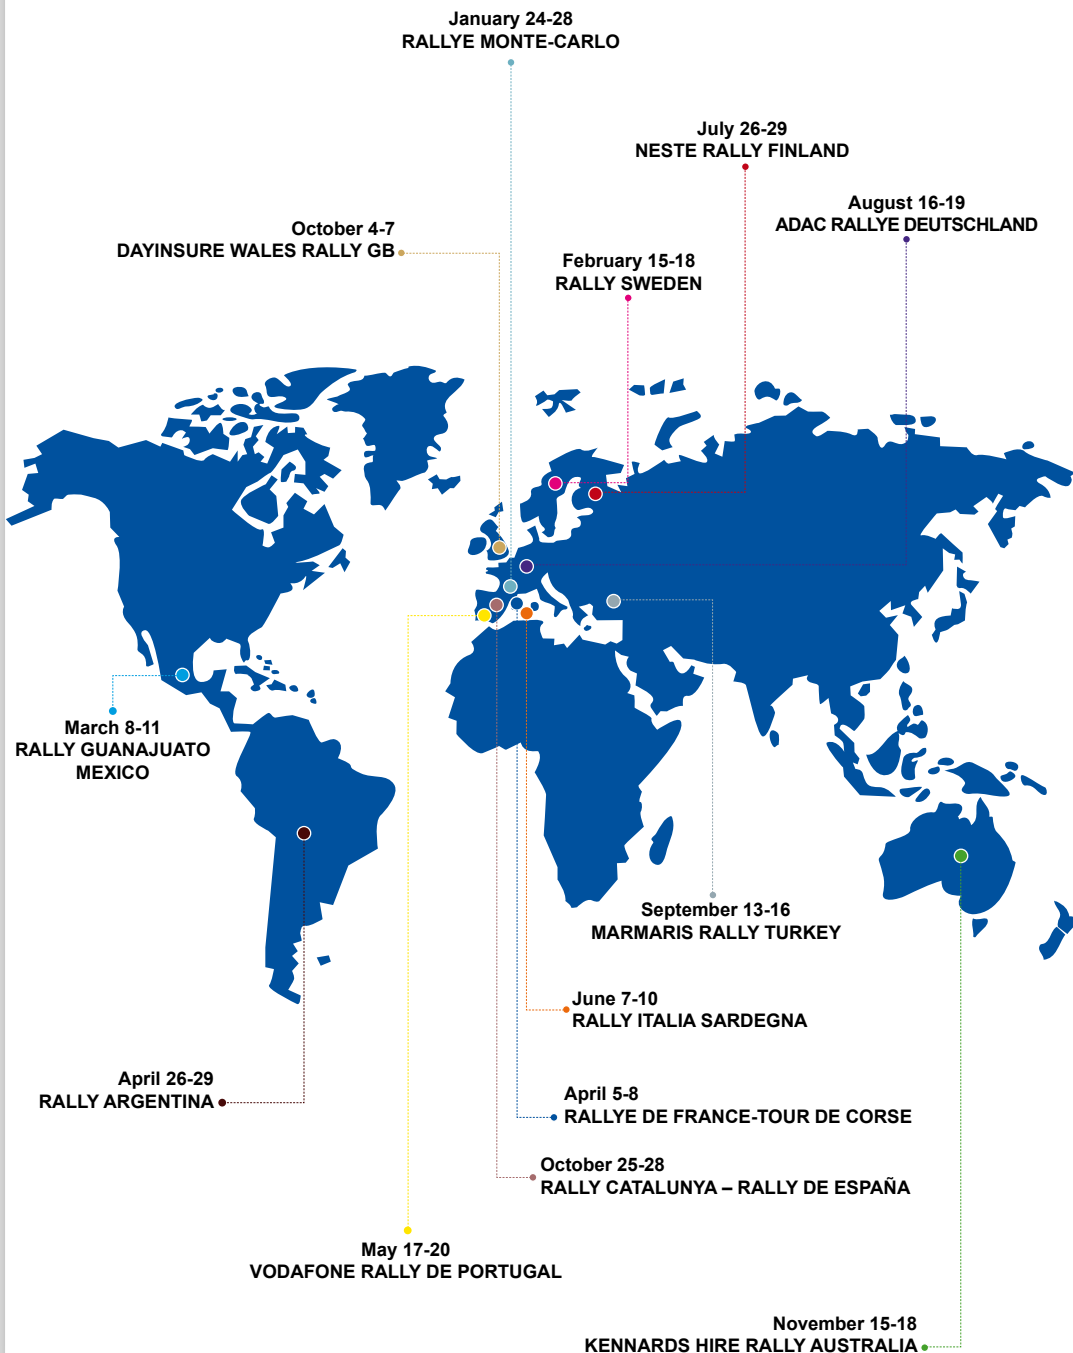 January 24-28
RALLYE MONTE-CARLO
July 26-29
NESTE RALLY FINLAND
August 16-19
ADAC RALLYE DEUTSCHLAND
October 4-7
DAYINSURE WALES RALLY GB
February 15-18
RALLY SWEDEN
March 8-11
RALLY GUANAJUATO
MEXICO
September 13-16
MARMARIS RALLY TURKEY
June 7-10
RALLY ITALIA SARDEGNA
April 26-29
RALLY ARGENTINA
April 5-8
RALLYE DE FRANCE-TOUR DE CORSE
October 25-28
RALLY CATALUNYA – RALLY DE ESPAÑA
May 17-20
VODAFONE RALLY DE PORTUGAL
November 15-18
KENNARDS HIRE RALLY AUSTRALIA